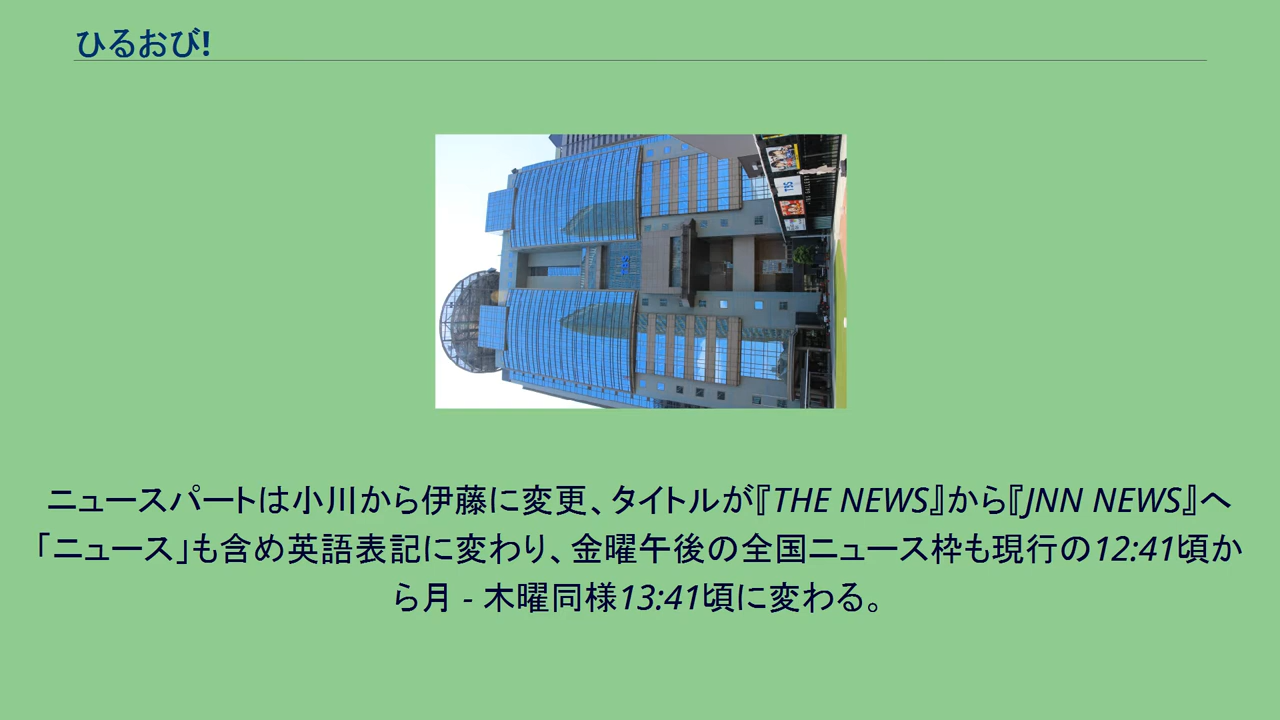 ひるおび!
TBS
TBS
ニュースパートは小川から伊藤に変更、タイトルが『THE NEWS』から『JNN NEWS』へ
「ニュース」も含め英語表記に変わり、金曜午後の全国ニュース枠も現行の12:41頃か
ら月 - 木曜同様13:41頃に変わる。